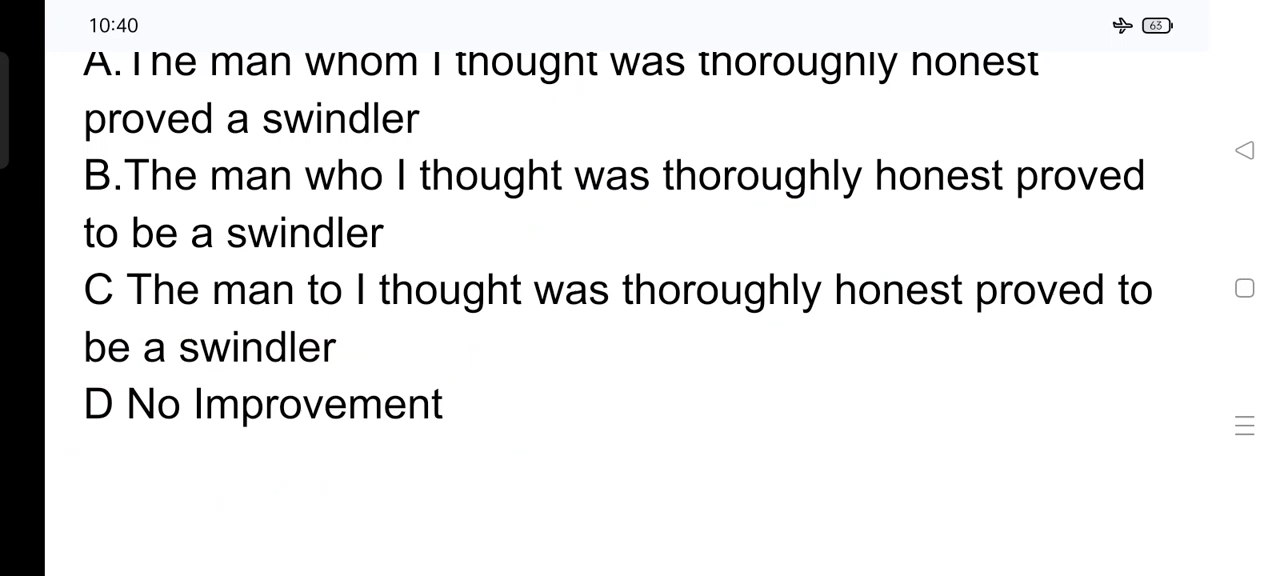 10:40
63
A.The man whom I thought was thoroughly honest
proved a swindler
B.The man who I thought was thoroughly honest proved
to be a swindler
C The man to I thought was thoroughly honest proved to
be a swindler
D No Improvement